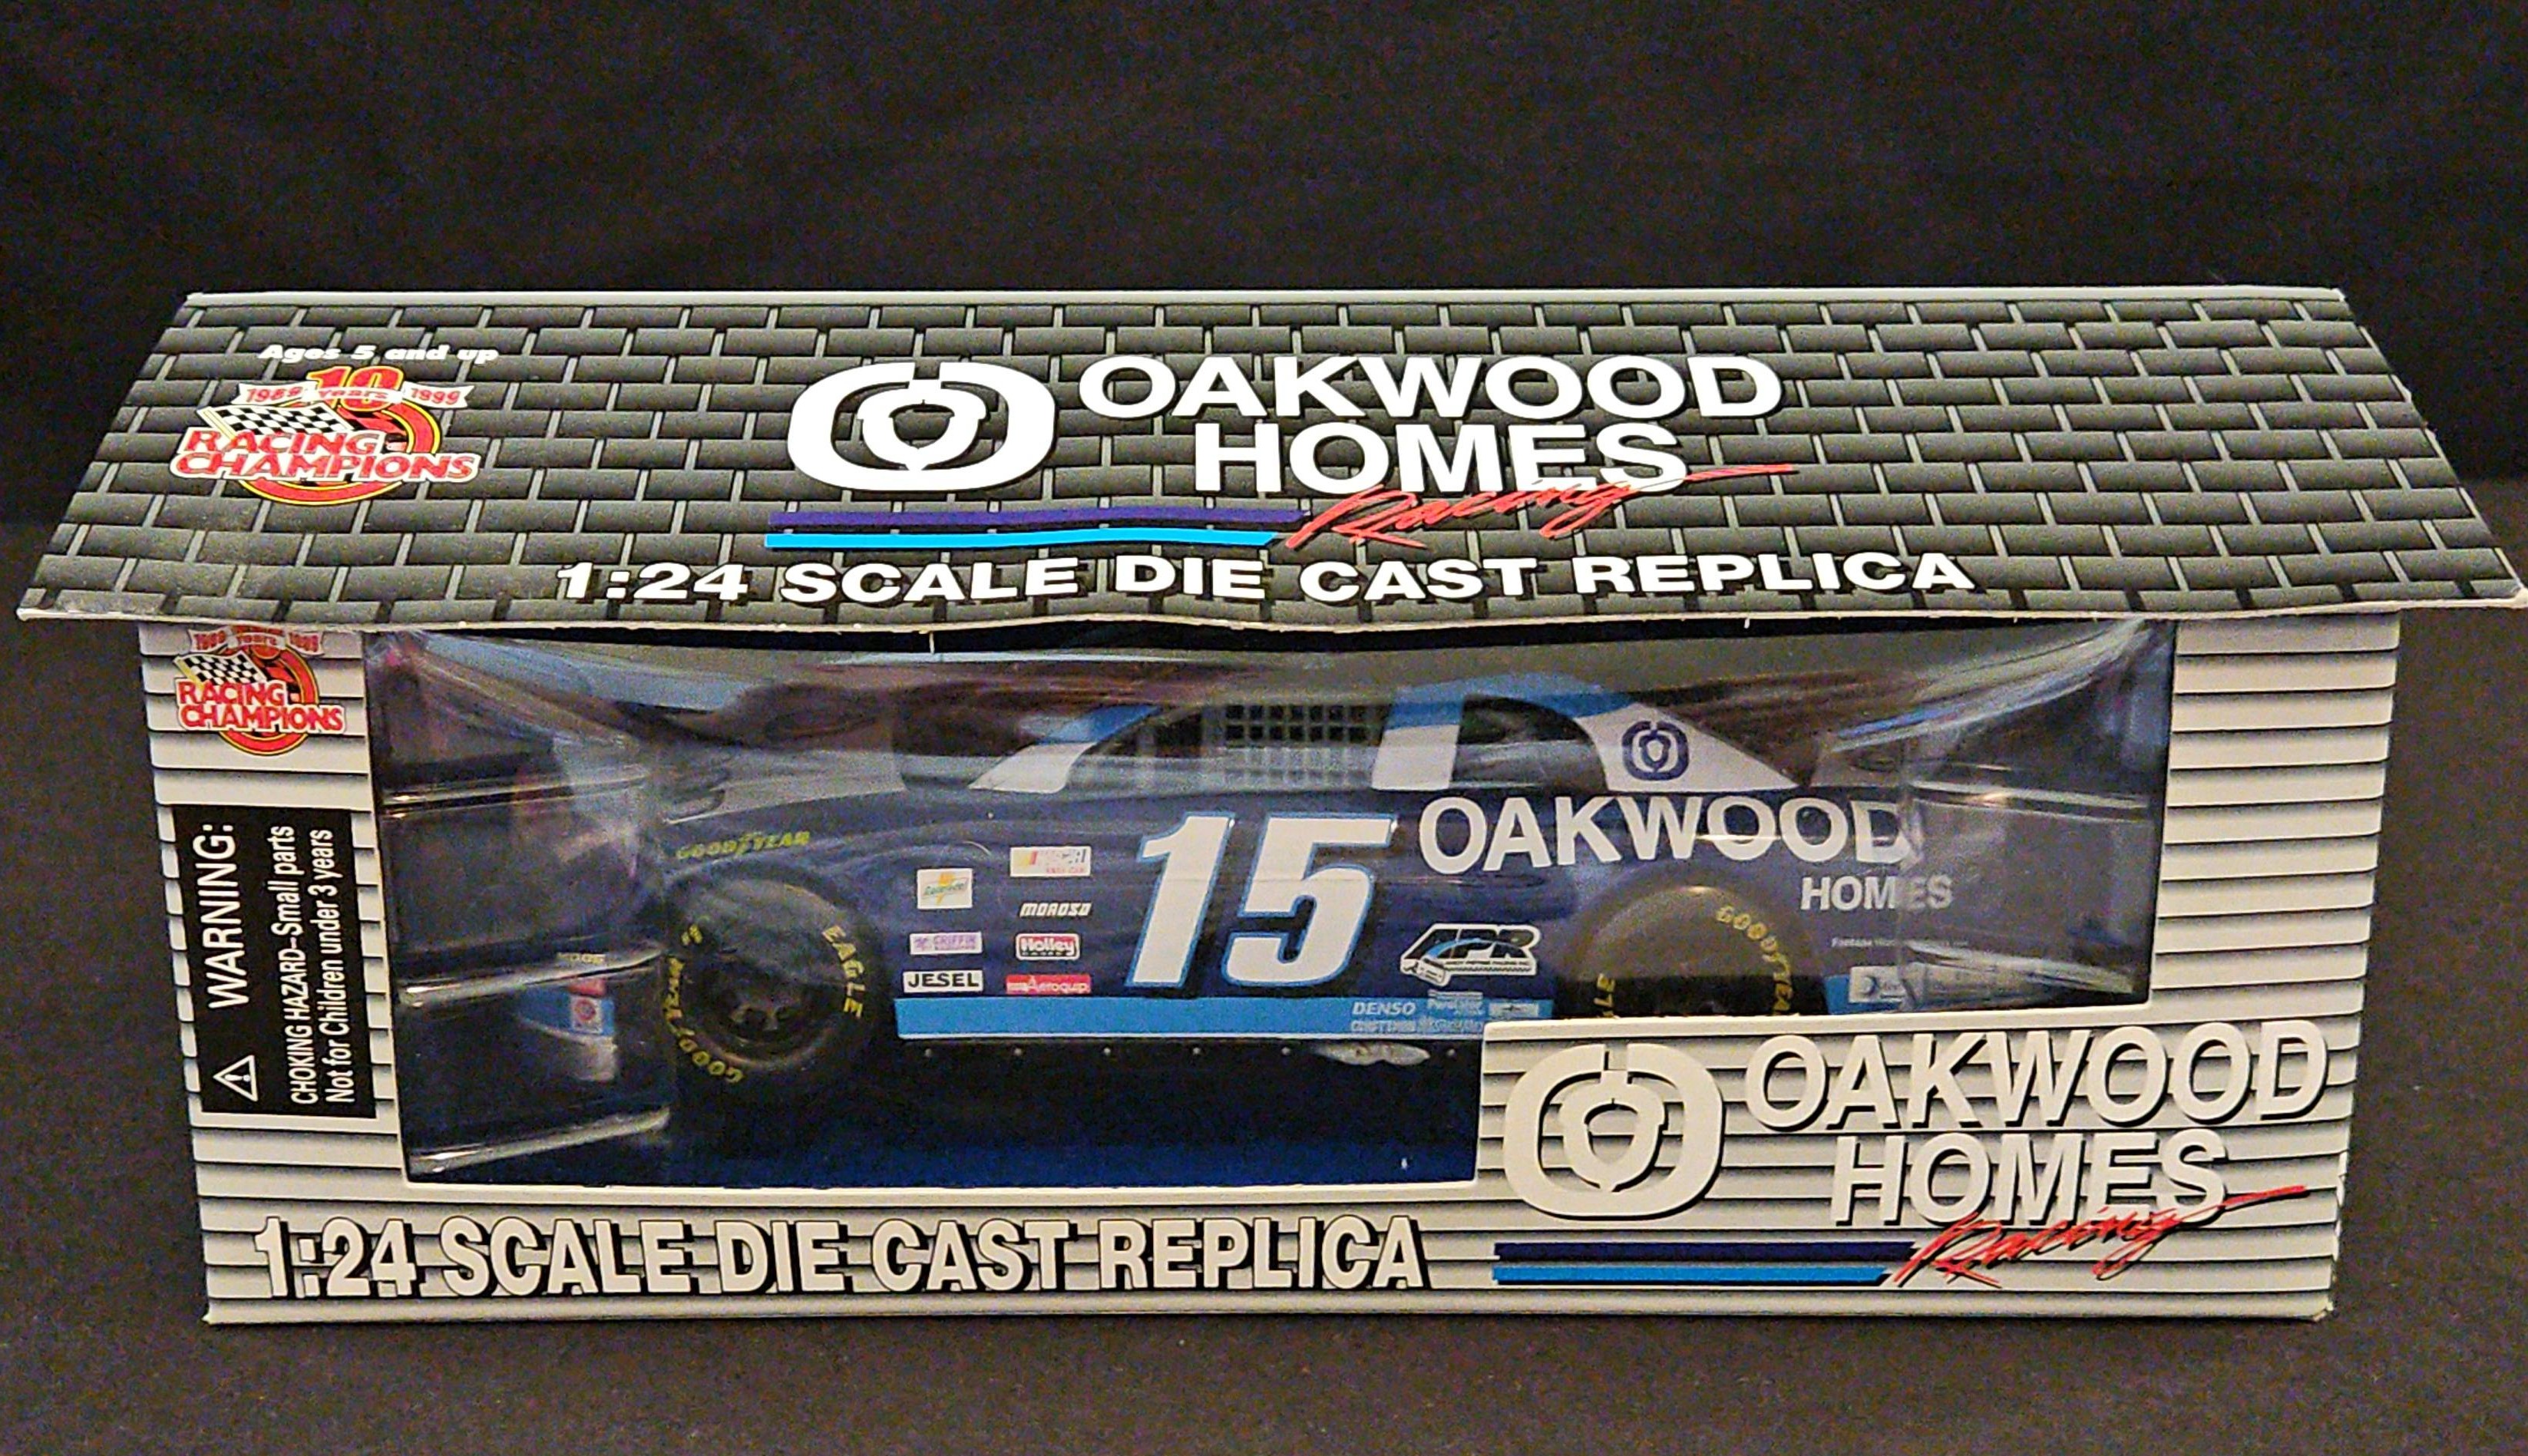 Ages 5 and up
10
1989 Years 1999
RACING
CHAMPIONS
OAKWOOD
HOMES
Racing
1:24 SCALE DIE CAST REPLICA
1989 Years 1999
RACING
CHAMPIONS
WARNING:
CHOKING HAZARD–Small parts
Not for Children under 3 years
GOODYEAR
EAGLE
GOODYEAR
MOROSO
GRIFFIN
Holley
JESEL
Aeroquip
15
OAKWOOD
HOMES
APR
DENSO
GOODYEAR
OAKWOOD
HOMES
Racing
1:24 SCALE DIE CAST REPLICA